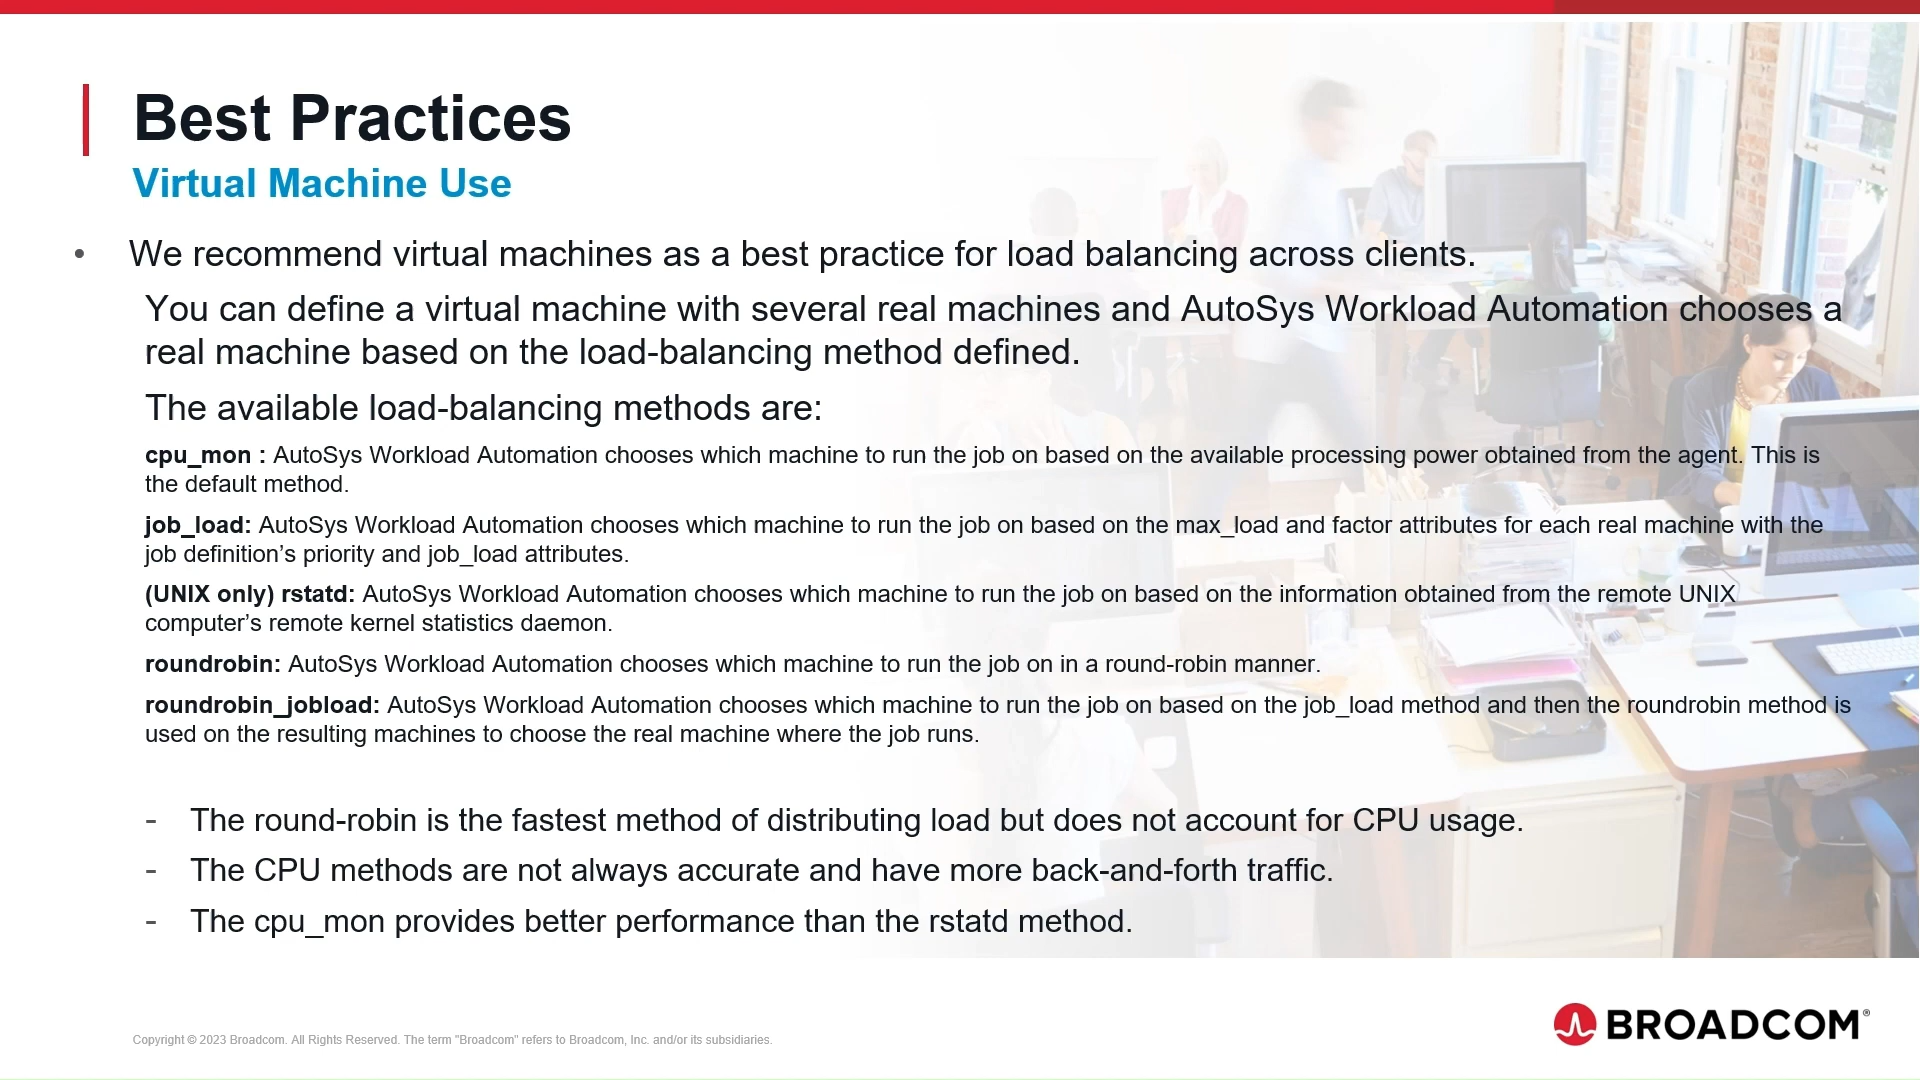 Best Practices
Virtual Machine Use
• We recommend virtual machines as a best practice for load balancing across clients.
You can define a virtual machine with several real machines and AutoSys Workload Automation chooses a
real machine based on the load-balancing method defined.
The available load-balancing methods are:
cpu_mon : AutoSys Workload Automation chooses which machine to run the job on based on the available processing power obtained from the agent. This is
the default method.
job_load: AutoSys Workload Automation chooses which machine to run the job on based on the max_load and factor attributes for each real machine with the
job definition’s priority and job_load attributes.
(UNIX only) rstatd: AutoSys Workload Automation chooses which machine to run the job on based on the information obtained from the remote UNIX
computer’s remote kernel statistics daemon.
roundrobin: AutoSys Workload Automation chooses which machine to run the job on in a round-robin manner.
roundrobin_jobload: AutoSys Workload Automation chooses which machine to run the job on based on the job_load method and then the roundrobin method is
used on the resulting machines to choose the real machine where the job runs.
- The round-robin is the fastest method of distributing load but does not account for CPU usage.
- The CPU methods are not always accurate and have more back-and-forth traffic.
- The cpu_mon provides better performance than the rstatd method.
Copyright © 2023 Broadcom. All Rights Reserved. The term "Broadcom" refers to Broadcom, Inc. and/or its subsidiaries.
BROADCOM®